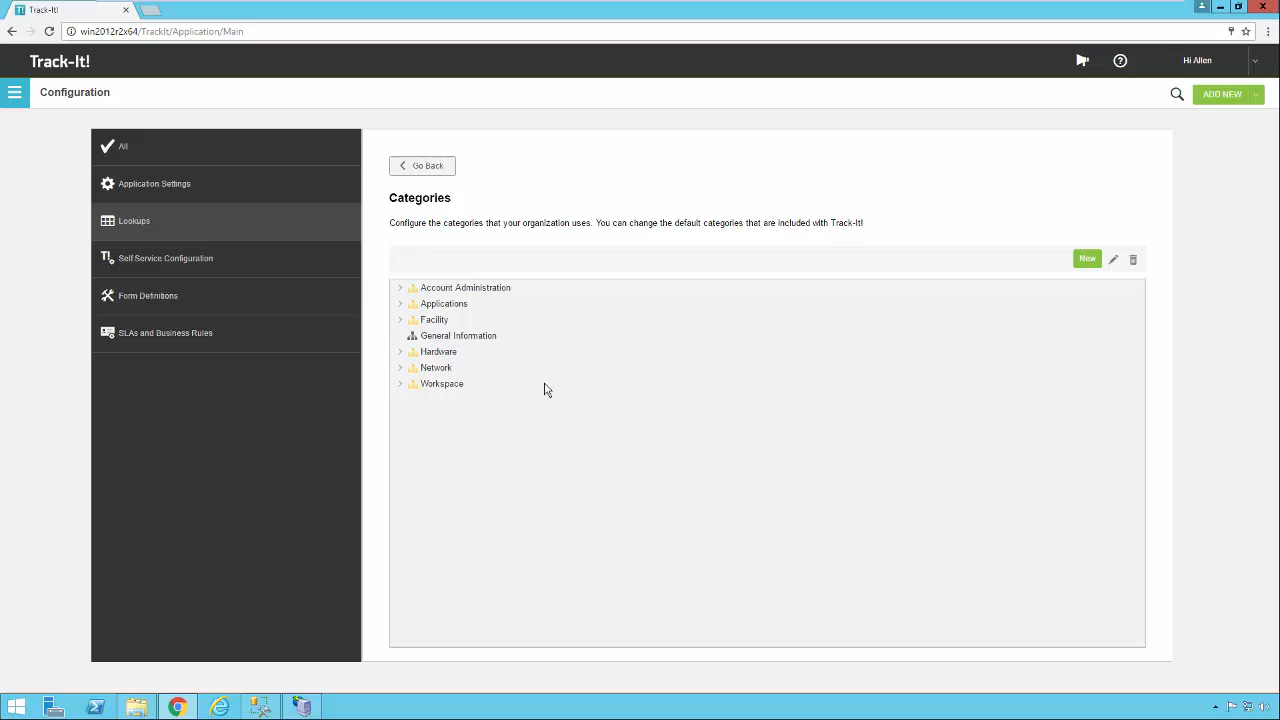 Track-It!
win2012r2x64/TrackIt/Application/Main
Track-It!
Hi Allen
Configuration
ADD NEW
All
Application Settings
Lookups
Self Service Configuration
Form Definitions
SLAs and Business Rules
Go Back
Categories
Configure the categories that your organization uses. You can change the default categories that are included with Track-It!
New
Account Administration
Applications
Facility
General Information
Hardware
Network
Workspace